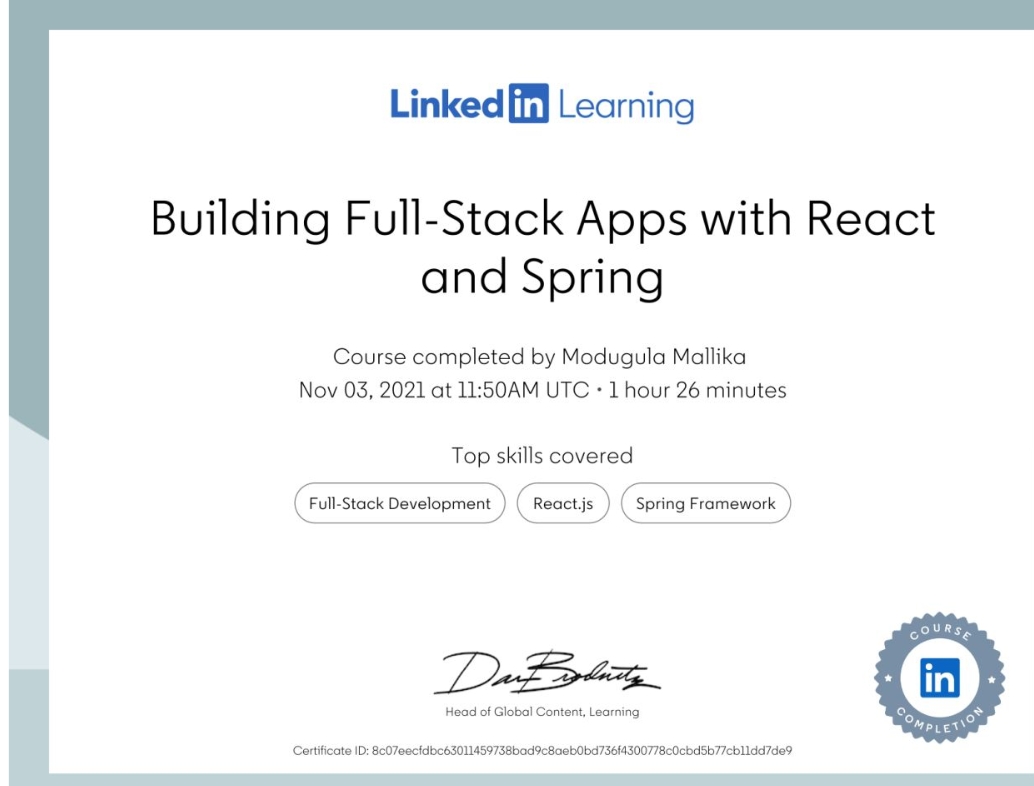 Linked in Learning
Building Full-Stack Apps with React
and Spring
Course completed by Modugula Mallika
Nov 03, 2021 at 11:50AM UTC • 1 hour 26 minutes
Top skills covered
Full-Stack Development React.js Spring Framework
Dan Brodnitz
Head of Global Content, Learning
COURSE
in
COMPLETION
Certificate ID: 8c07eecfdbc63011459738bad9c8aeb0bd736f4300778c0cbd5b77cb11dd7de9